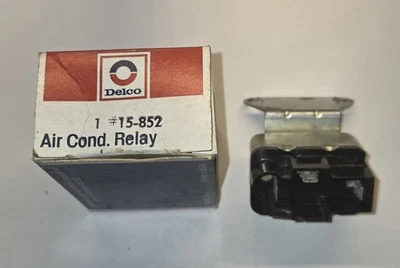 Delco
1 #15-852
Air Cond. Relay